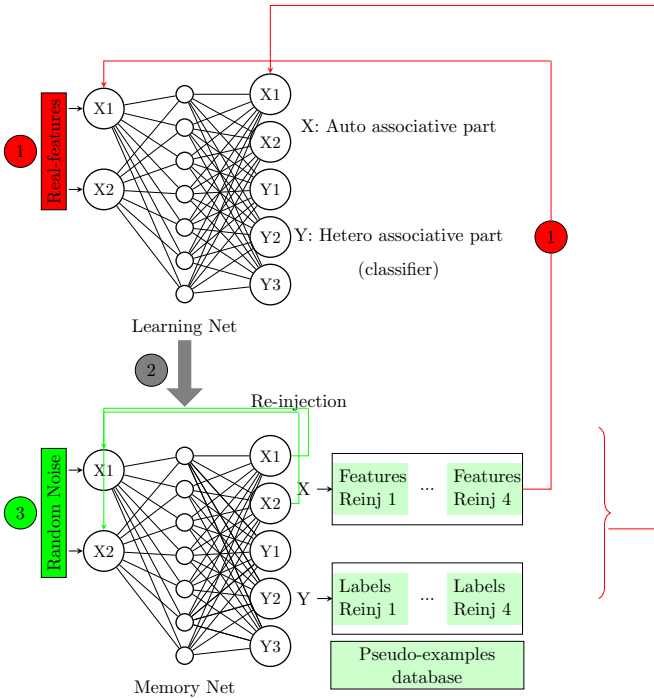 X1
X1
X: Auto associative part
1
Real-features
X2
X2
Y1
Y2
Y: Hetero associative part
1
(classifier)
Y3
Learning Net
2
Re-injection
X1
X1
Features
Reinj 1
...
Features
Reinj 4
X
X2
3
Random Noise
X2
Y1
Y2
Y
Labels
Reinj 1
...
Labels
Reinj 4
Y3
Pseudo-examples
database
Memory Net